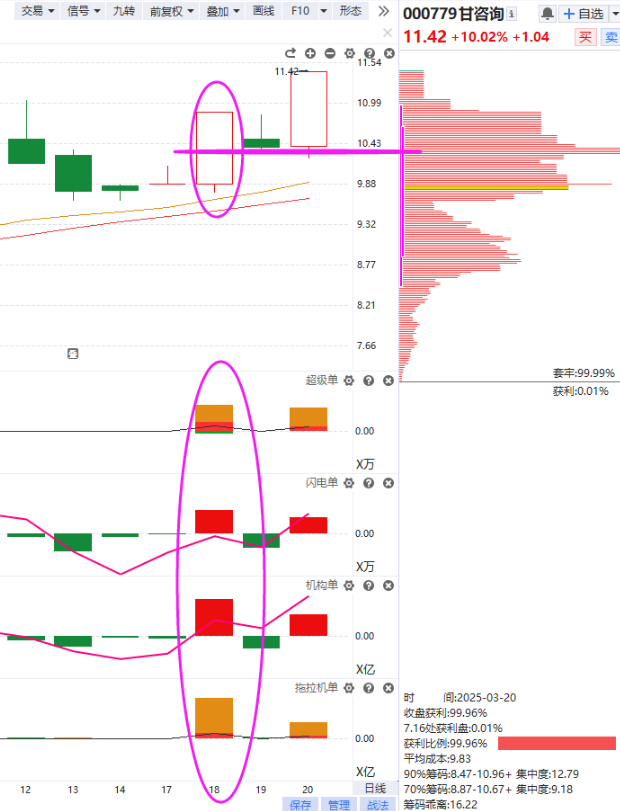 交易 信号 九转 前复权 叠加 画线 F10 形态
000779甘咨询
自选
11.42 +10.02% +1.04
买 卖
11.42
11.54
10.99
10.43
9.88
9.32
8.77
8.21
7.66
套牢:99.99%
获利:0.01%
超级单
0.00
X万
闪电单
0.00
X万
机构单
0.00
X亿
拖拉机单
0.00
X亿
时 间:2025-03-20
收盘获利:99.96%
7.16处获利盘:0.01%
获利比例:99.96%
平均成本:9.83
90%筹码:8.47-10.96+ 集中度:12.79
70%筹码:8.87-10.67+ 集中度:9.18
筹码乖离:16.22
12 13 14 17 18 19 20 日线
保存 管理 战法